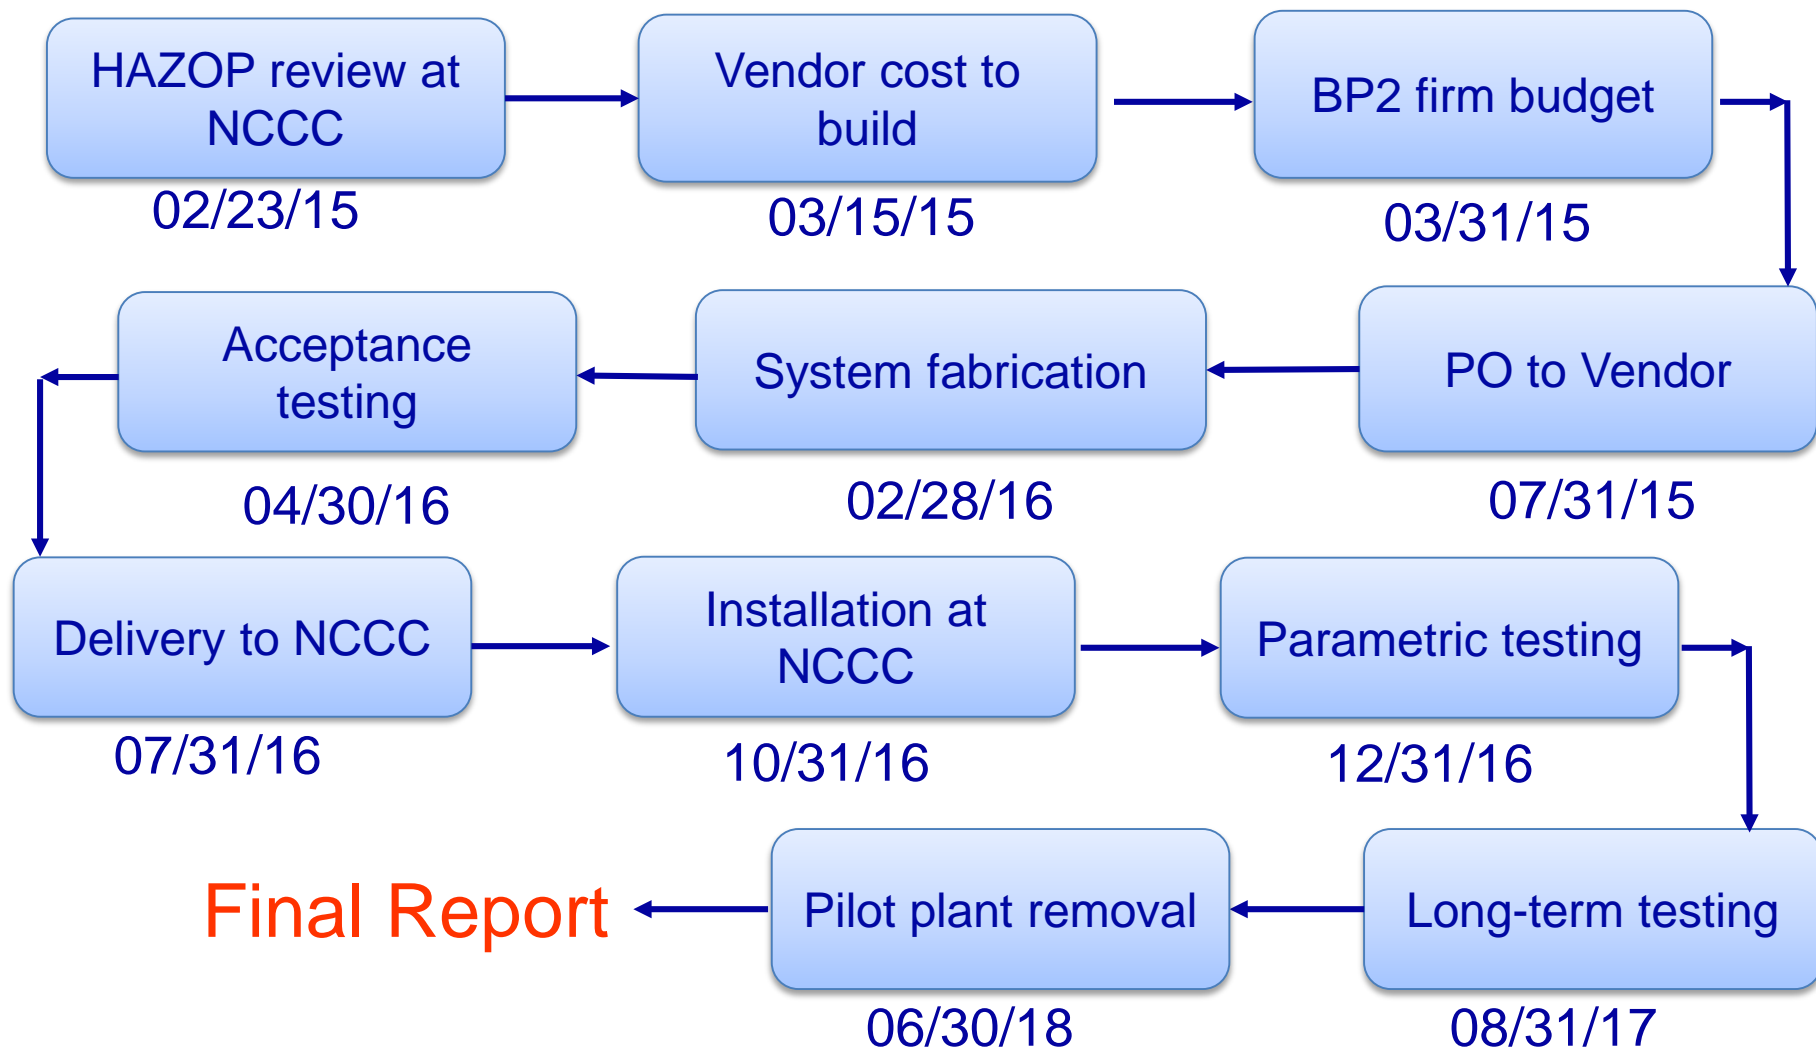 HAZOP review at
NCCC
02/23/15
Vendor cost to
build
03/15/15
BP2 firm budget
03/31/15
PO to Vendor
07/31/15
System fabrication
02/28/16
Acceptance
testing
04/30/16
Delivery to NCCC
07/31/16
Installation at
NCCC
10/31/16
Parametric testing
12/31/16
Long-term testing
08/31/17
Pilot plant removal
06/30/18
Final Report